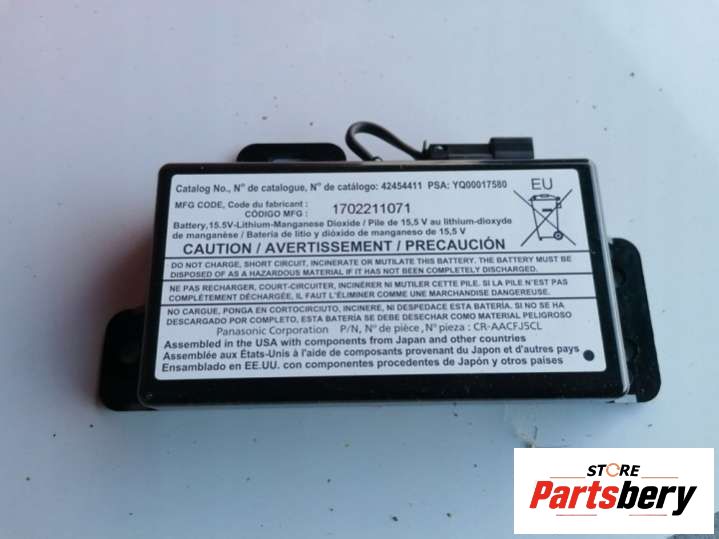 Catalog No., N° de catalogue, N° de catálogo: 42454411 PSA: YQ00017580
EU
MFG CODE, Code du fabricant :
CÓDIGO MFG : 1702211071
Battery,15.5V-Lithium-Manganese Dioxide / Pile de 15,5 V au lithium-dioxyde
de manganèse / Bateria de litio y dióxido de manganeso de 15,5 V
CAUTION / AVERTISSEMENT / PRECAUCIÓN
DO NOT CHARGE, SHORT CIRCUIT, INCINERATE OR MUTILATE THIS BATTERY. THE BATTERY MUST BE
DISPOSED OF AS A HAZARDOUS MATERIAL IF IT HAS NOT BEEN COMPLETELY DISCHARGED.
NE PAS RECHARGER, COURT-CIRCUITER, INCINÉRER NI MUTILER CETTE PILE. SI LA PILE N'EST PAS
COMPLÈTEMENT DÉCHARGÉE, IL FAUT L'ÉLIMINER COMME UNE MARCHANDISE DANGEREUSE.
NO CARGUE, PONGA EN CORTOCIRCUITO, INCINERE, NI DESPEDACE ESTA BATERÍA. SI NO SE HA
DESCARGADO POR COMPLETO, ESTA BATERÍA SE DEBE DESECHAR COMO MATERIAL PELIGROSO
Panasonic Corporation P/N, N° de pièce, N° pieza : CR-AACFJ5CL
Assembled in the USA with components from Japan and other countries
Assemblée aux États-Unis à l'aide de composants provenant du Japon et d'autres pays
Ensamblado en EE.UU. con componentes procedentes de Japón y otros países
STORE
Partsbery